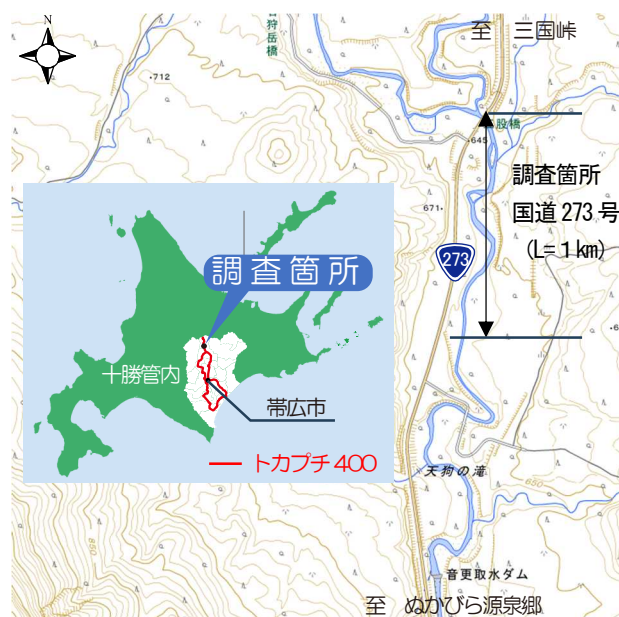 N
狩岳橋
至 三国峠
・712
股橋
・645
調査箇所
国道273号
（L=1km）
671・
273
調査箇所
十勝管内
帯広市
トカプチ400
天狗の滝
650
850
音更取水ダム
至 ぬかびら源泉郷